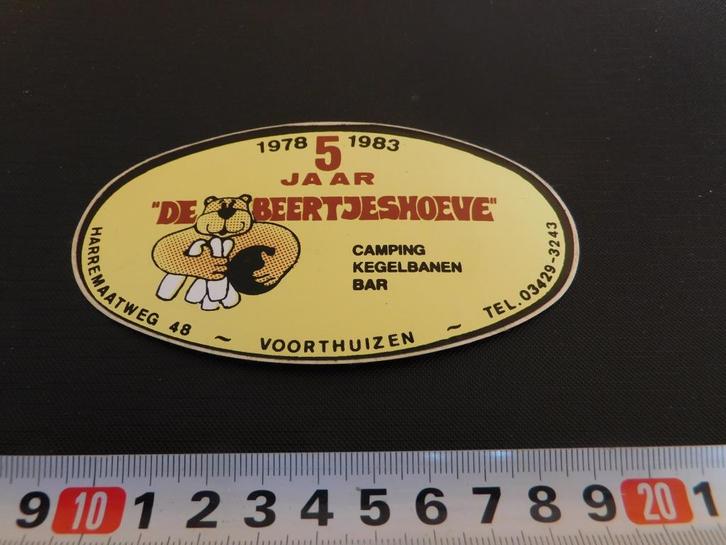 1978 5 1983
JAAR
"DE BEERTJESHOEVE"
CAMPING
KEGELBANEN
BAR
HARREMAATWEG 48 ~ VOORTHUIZEN ~ TEL. 03429-3243
9 10 1 2 3 4 5 6 7 8 9 20 1